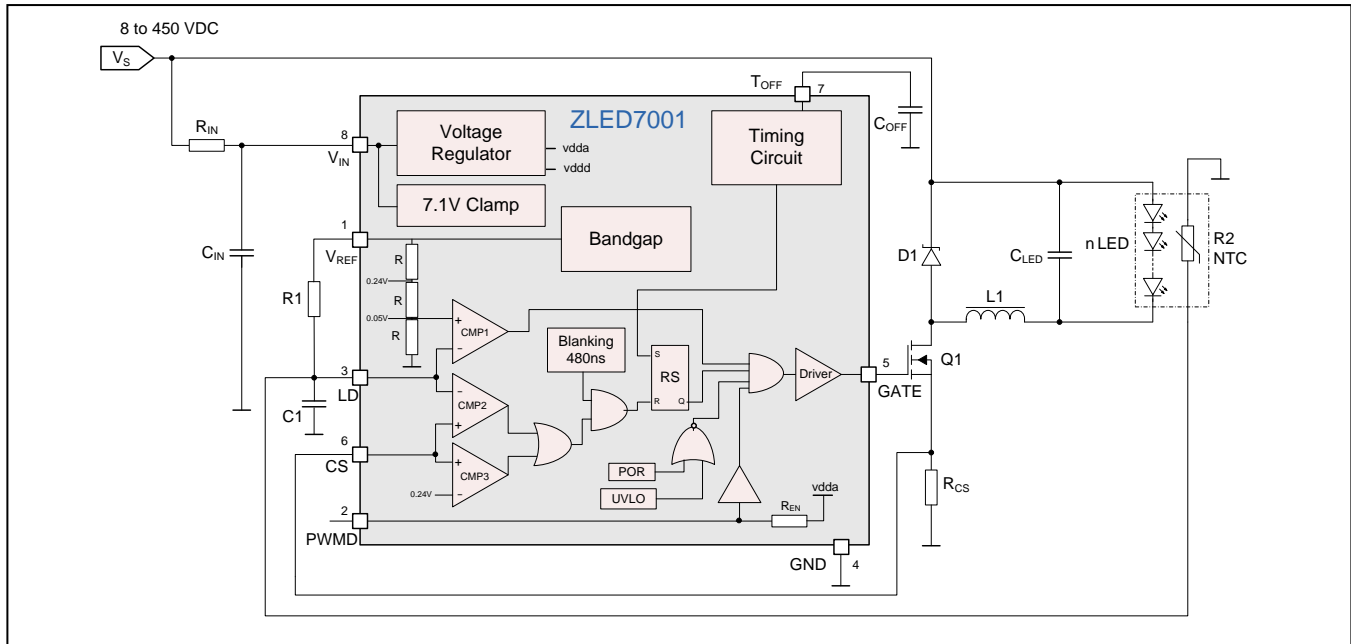 8 to 450 VDC
VS
TOFF
7
ZLED7001
COFF
RIN
8
VIN
Voltage
Regulator
vdda
vddd
Timing
Circuit
7.1V Clamp
1
VREF
Bandgap
CIN
R
0.24V
R
0.05V
R
R1
D1
CLED
n LED
R2
NTC
L1
CMP1
Blanking
480ns
S
RS
R
Q
Driver
5
GATE
Q1
3
LD
C1
CMP2
6
CS
CMP3
0.24V
POR
UVLO
vdda
REN
RCS
2
PWMD
GND
4